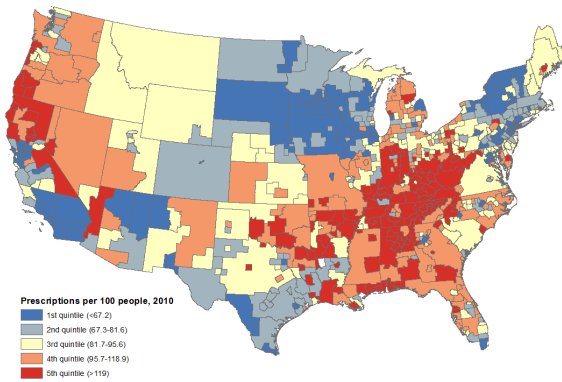 Prescriptions per 100 people, 2010
1st quintile (<67.2)
2nd quintile (67.3-81.6)
3rd quintile (81.7-95.6)
4th quintile (95.7-118.9)
5th quintile (>119)